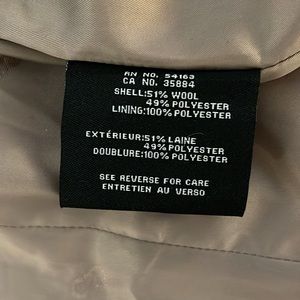 RN NO. 54163
CA NO. 35884
SHELL:51% WOOL
49% POLYESTER
LINING:100% POLYESTER
EXTÉRIEUR:51% LAINE
49% POLYESTER
DOUBLURE:100% POLYESTER
SEE REVERSE FOR CARE
ENTRETIEN AU VERSO